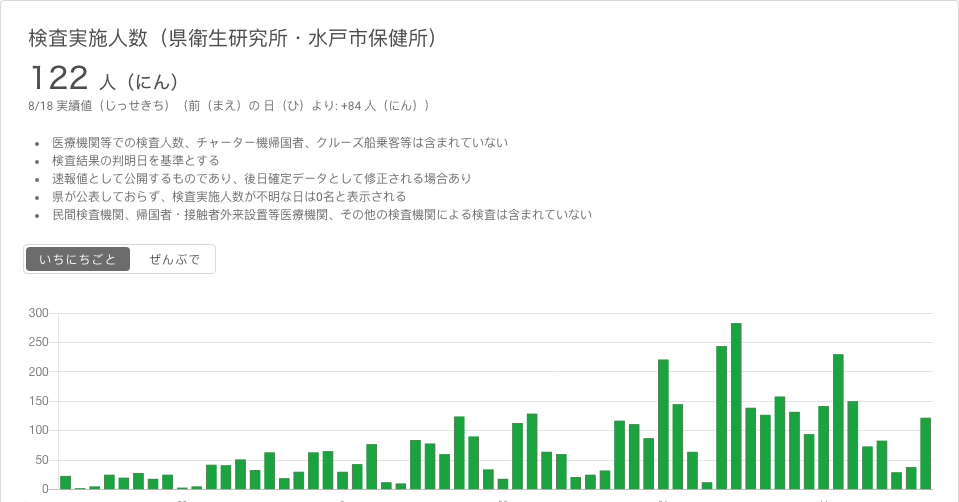 検査実施人数（県衛生研究所・水戸市保健所）
122 人（にん）
8/18 実績値（じっせきち）（前（まえ）の 日（ひ）より: +84 人（にん））
• 医療機関等での検査人数、チャーター機帰国者、クルーズ船乗客等は含まれていない
• 検査結果の判明日を基準とする
• 速報値として公開するものであり、後日確定データとして修正される場合あり
• 県が公表しておらず、検査実施人数が不明な日は0名と表示される
• 民間検査機関、帰国者・接触者外来設置等医療機関、その他の検査機関による検査は含まれていない
いちにちごと ぜんぶで
300
250
200
150
100
50
0